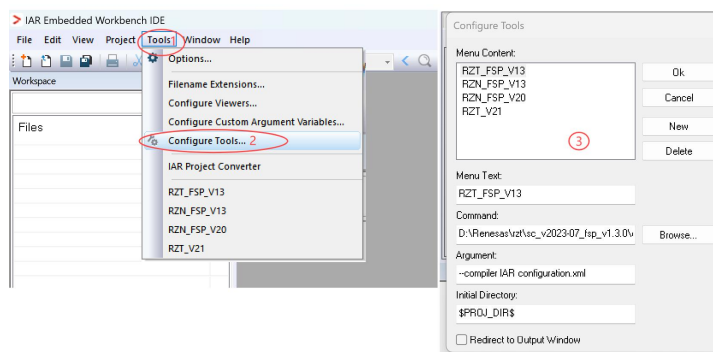 IAR Embedded Workbench IDE
File Edit View Project Tools 1 Window Help
Workspace
Files
Options...
Filename Extensions...
Configure Viewers...
Configure Custom Argument Variables...
Configure Tools... 2
IAR Project Converter
RZT_FSP_V13
RZN_FSP_V13
RZN_FSP_V20
RZT_V21
Configure Tools
Menu Content:
RZT_FSP_V13
RZN_FSP_V13
RZN_FSP_V20
RZT_V21
3
Ok
Cancel
New
Delete
Menu Text:
RZT_FSP_V13
Command:
D:\Renesas\rzt\sc_v2023-07_fsp_v1.3.0\
Browse...
Argument:
--compiler IAR configuration.xml
Initial Directory:
$PROJ_DIR$
Redirect to Output Window